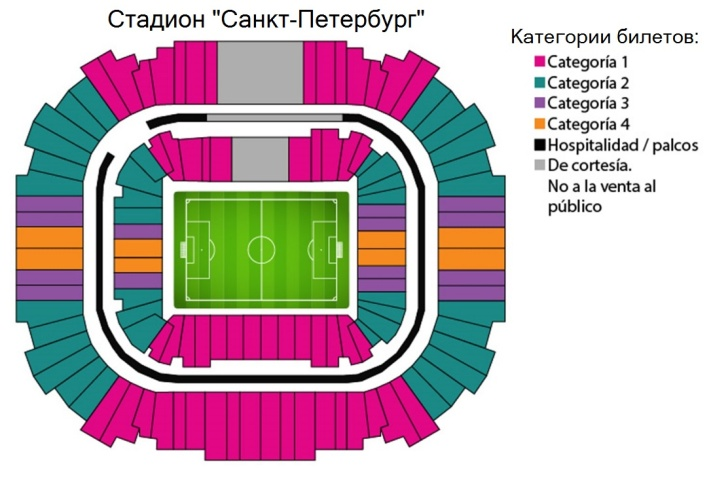 Стадион "Санкт-Петербург"
Категории билетов:
Categoría 1
Categoría 2
Categoría 3
Categoría 4
Hospitalidad / palcos
De cortesía.
No a la venta al
público